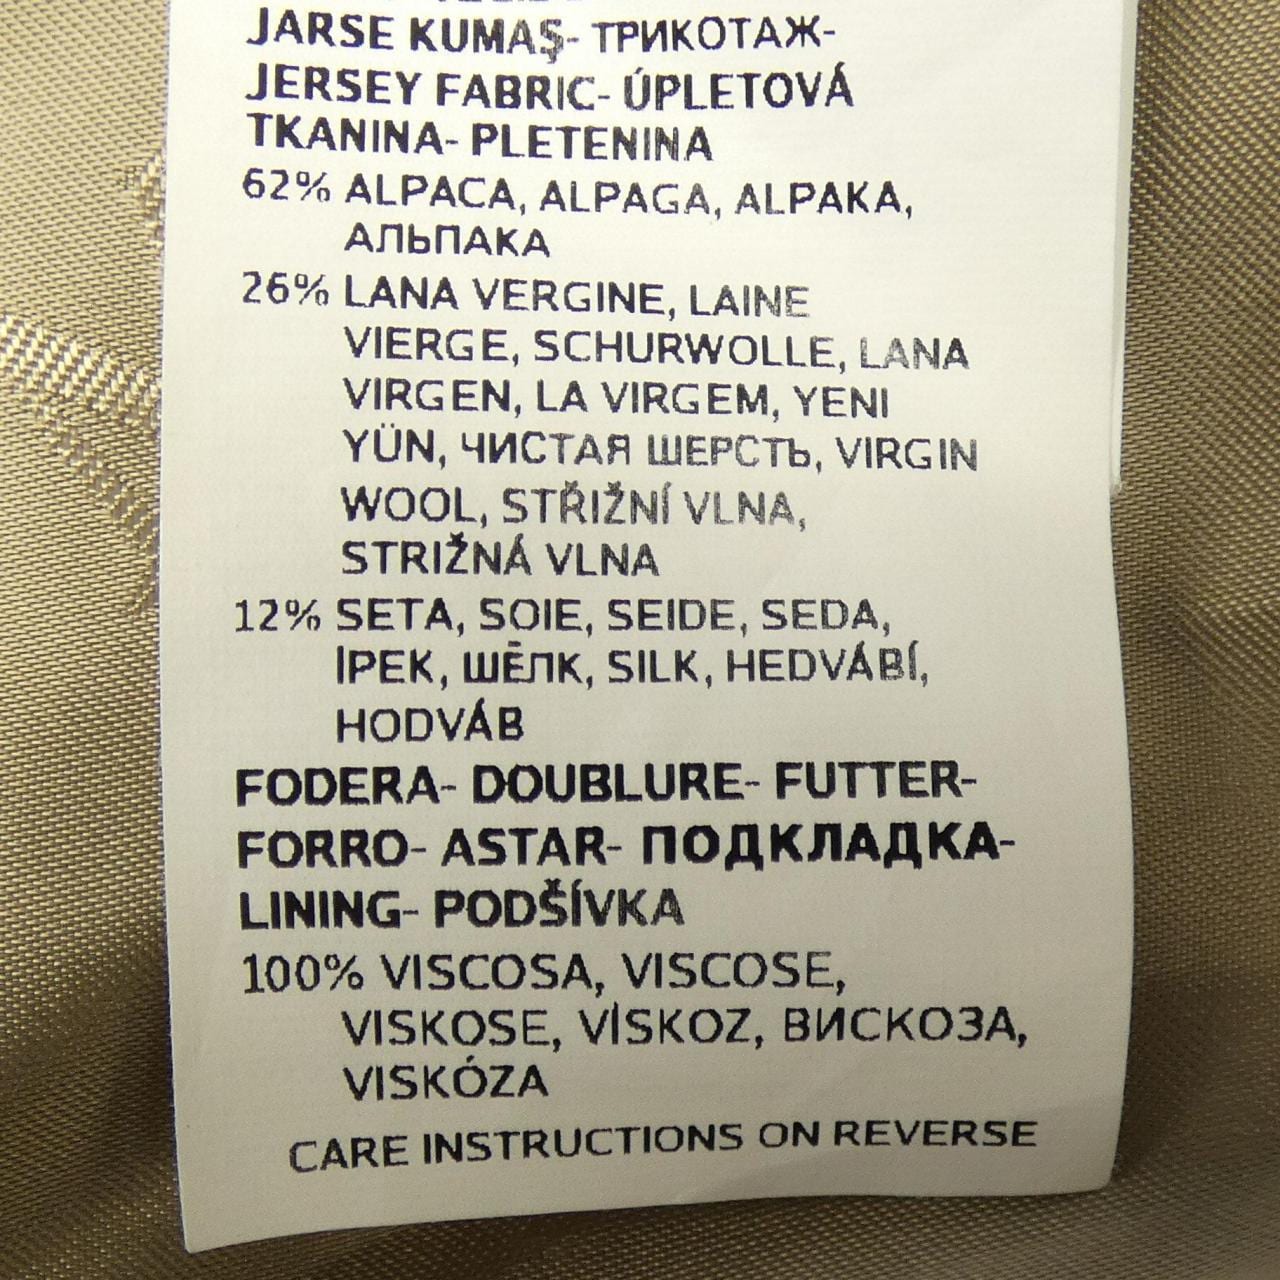 JARSE KUMAŞ- ТРИКОТАЖ-
JERSEY FABRIC- ÚPLETOVÁ
TKANINA- PLETENINA
62% ALPACA, ALPAGA, ALPAKA,
АЛЬПАКА
26% LANA VERGINE, LAINE
VIERGE, SCHURWOLLE, LANA
VIRGEN, LA VIRGEM, YENI
YÜN, ЧИСТАЯ ШЕРСТЬ, VIRGIN
WOOL, STŘIŽNÍ VLNA,
STRIŽNÁ VLNA
12% SETA, SOIE, SEIDE, SEDA,
İPEK, ШЁЛК, SILK, HEDVÁBÍ,
HODVÁB
FODERA- DOUBLURE- FUTTER-
FORRO- ASTAR- ПОДКЛАДКА-
LINING- PODŠÍVKA
100% VISCOSA, VISCOSE,
VISKOSE, VİSKOZ, ВИСКОЗА,
VISKÓZA
CARE INSTRUCTIONS ON REVERSE